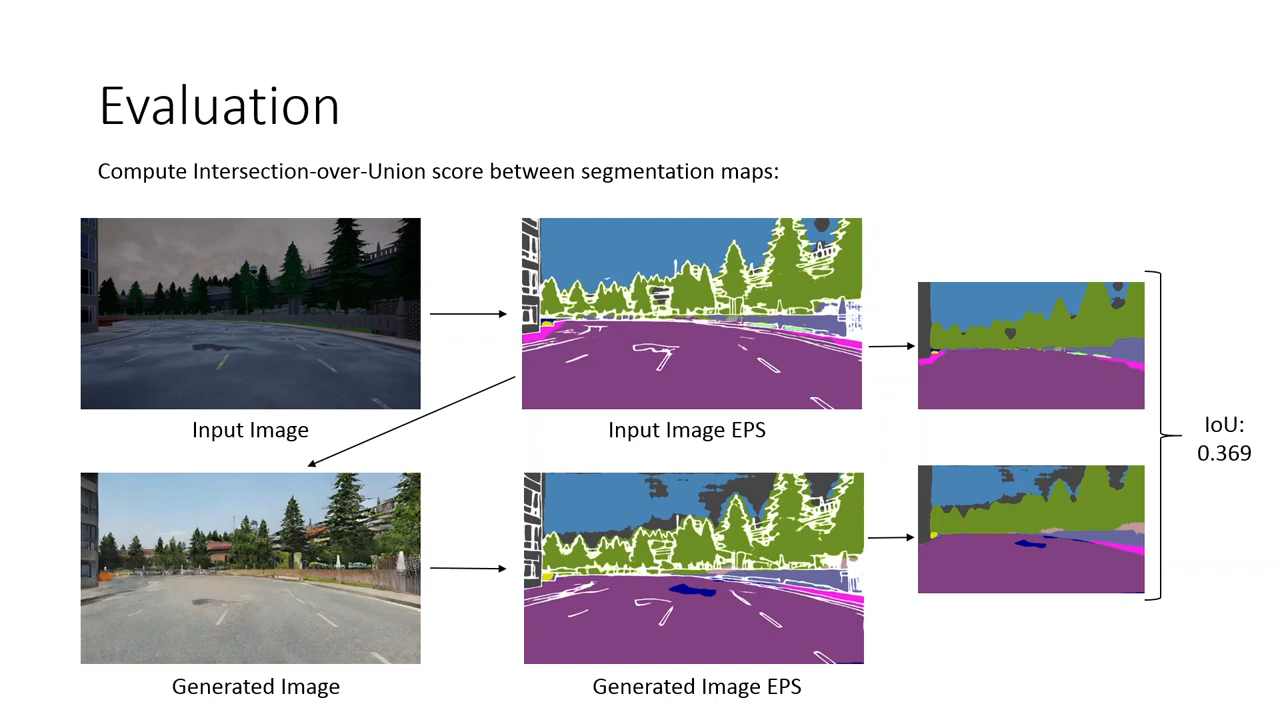 Evaluation
Compute Intersection-over-Union score between segmentation maps:
Input Image
Input Image EPS
IoU:
0.369
Generated Image
Generated Image EPS